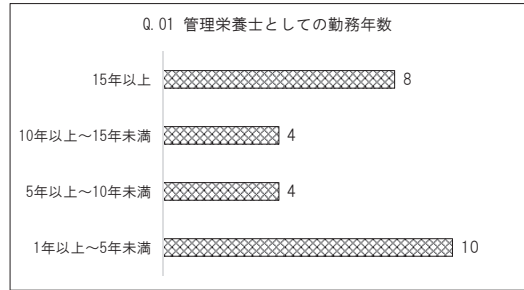 Q.01 管理栄養士としての勤務年数
15年以上 8
10年以上～15年未満 4
5年以上～10年未満 4
1年以上～5年未満 10